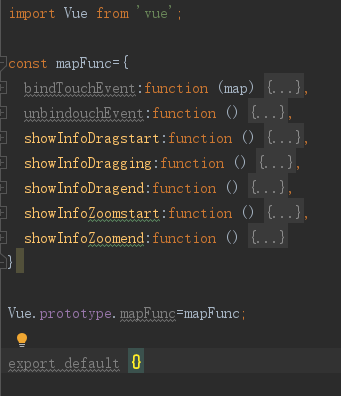 import Vue from 'vue';
const mapFunc={
bindTouchEvent:function (map) {...},
unbindouchEvent:function () {...},
showInfoDragstart:function () {...},
showInfoDragging:function () {...},
showInfoDragend:function () {...},
showInfoZoomstart:function () {...},
showInfoZoomend:function () {...}
}
Vue.prototype.mapFunc=mapFunc;
export default {}